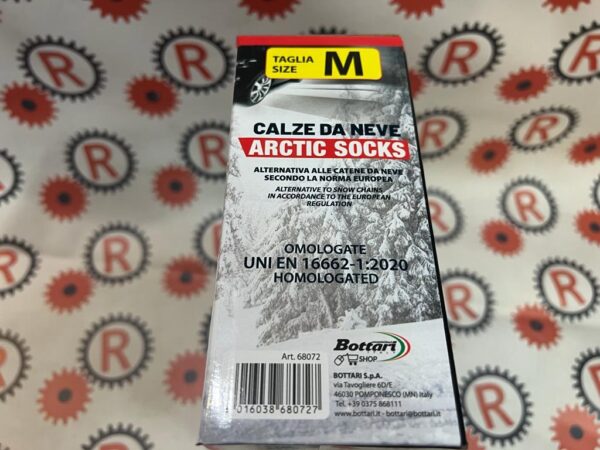 TAGLIA
SIZE
M
CALZE DA NEVE
ARCTIC SOCKS
ALTERNATIVA ALLE CATENE DA NEVE
SECONDO LA NORMA EUROPEA
ALTERNATIVE TO SNOW CHAINS
IN ACCORDANCE TO THE EUROPEAN
REGULATION
OMOLOGATE
UNI EN 16662-1:2020
HOMOLOGATED
Bottari
SHOP
Art. 68072
BOTTARI S.p.A.
via Tavogliere 6D/E
46030 POMPONESCO (MN) Italy
Tel. +39 0375 868111
www.bottari.it - bottari@bottari.it
016038 680727
R
R
R
R
R
R
R
R
R
R